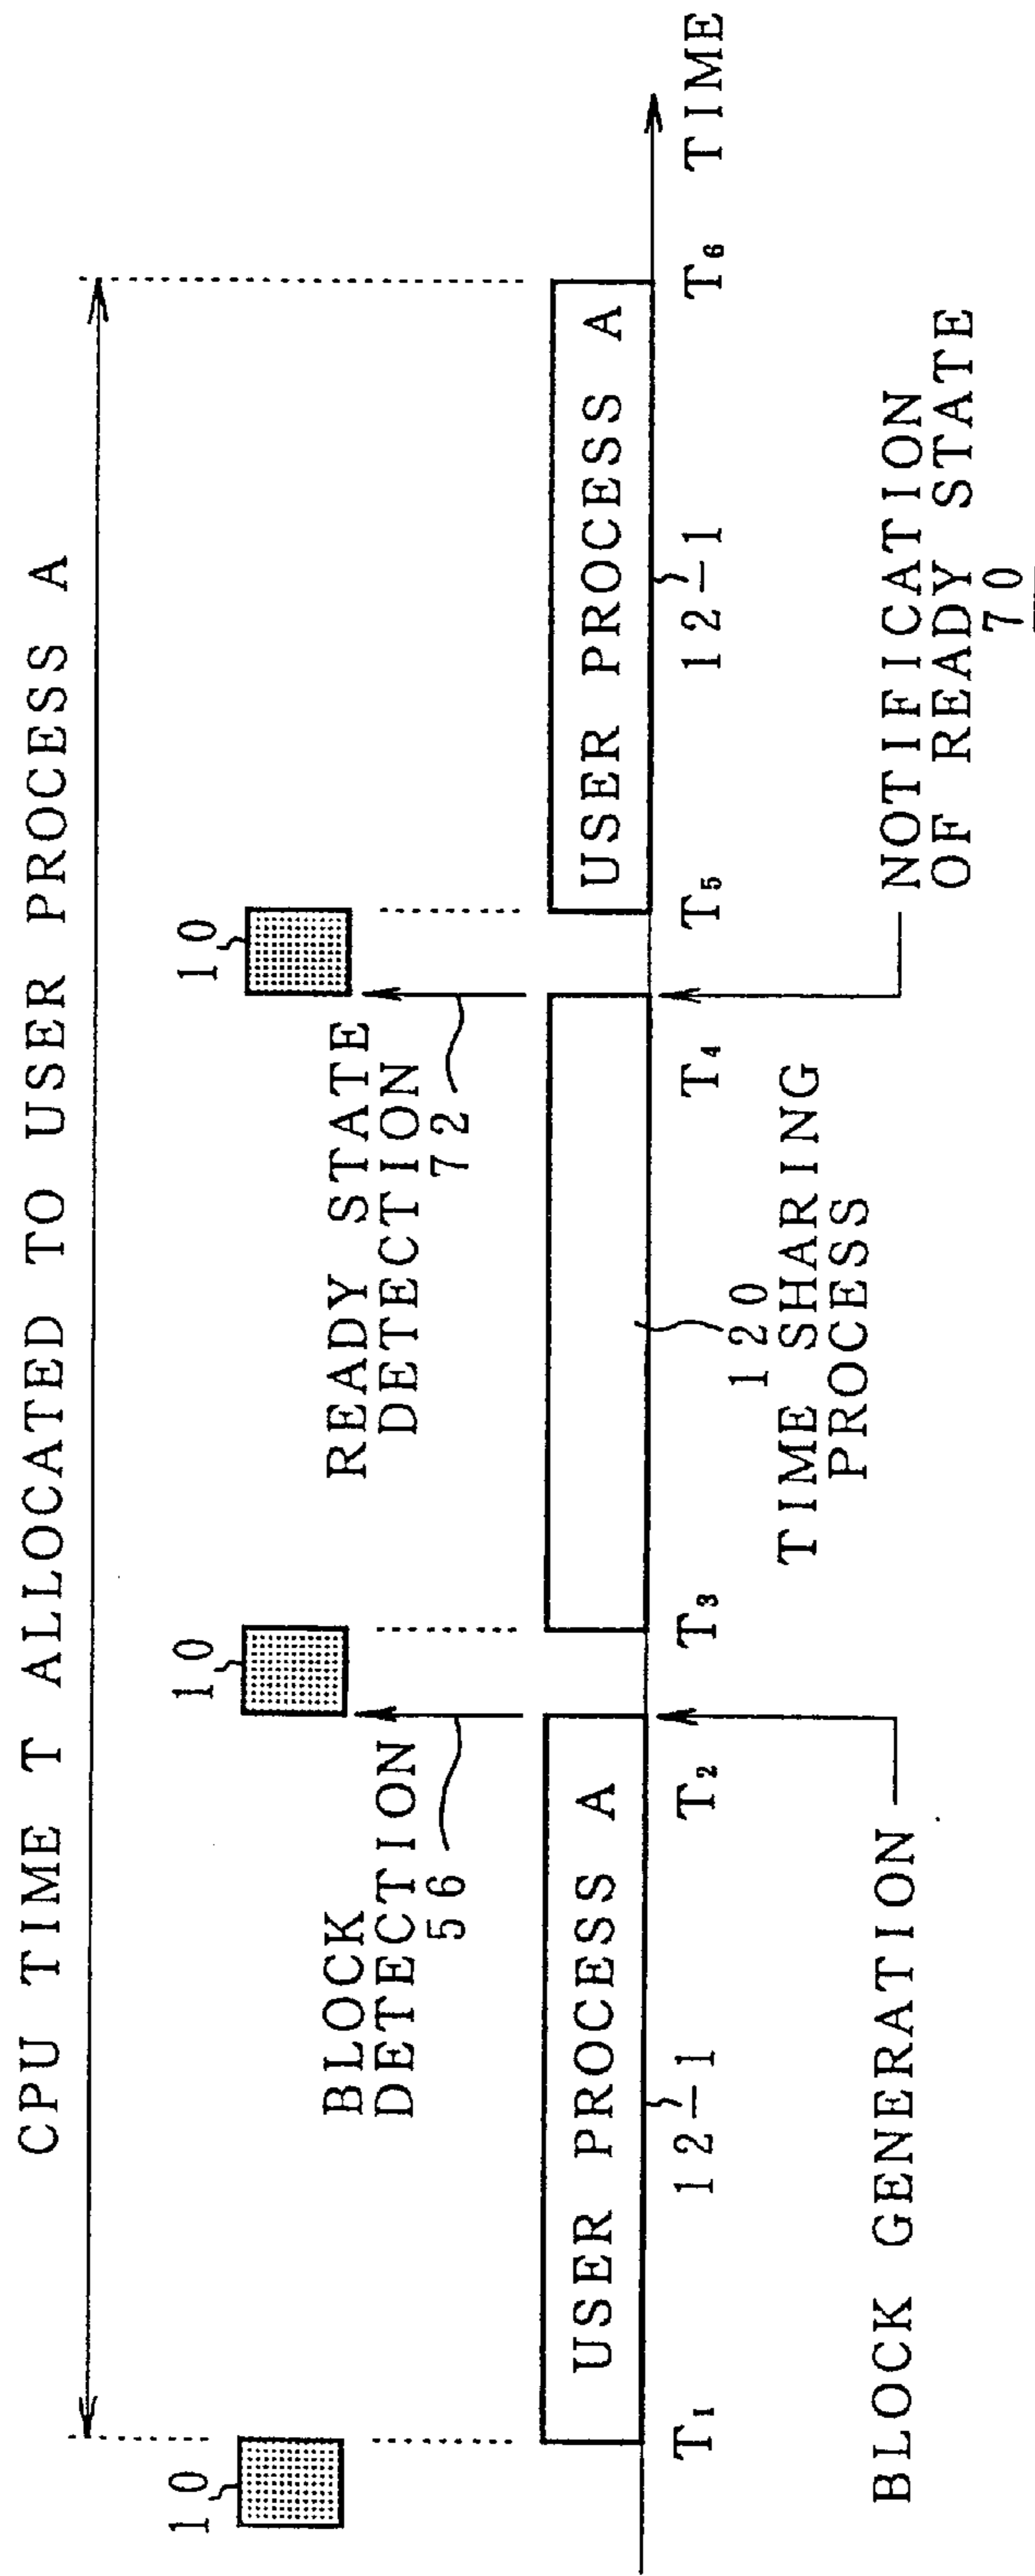 CPU TIME T ALLOCATED TO USER PROCESS A
10
10
10
BLOCK
DETECTION
56
READY STATE
DETECTION
72
USER PROCESS A
USER PROCESS A
T1
12-1
T2
T3
120
TIME SHARING
PROCESS
T4
T5
12-1
T6
TIME
BLOCK GENERATION
NOTIFICATION
OF READY STATE
70